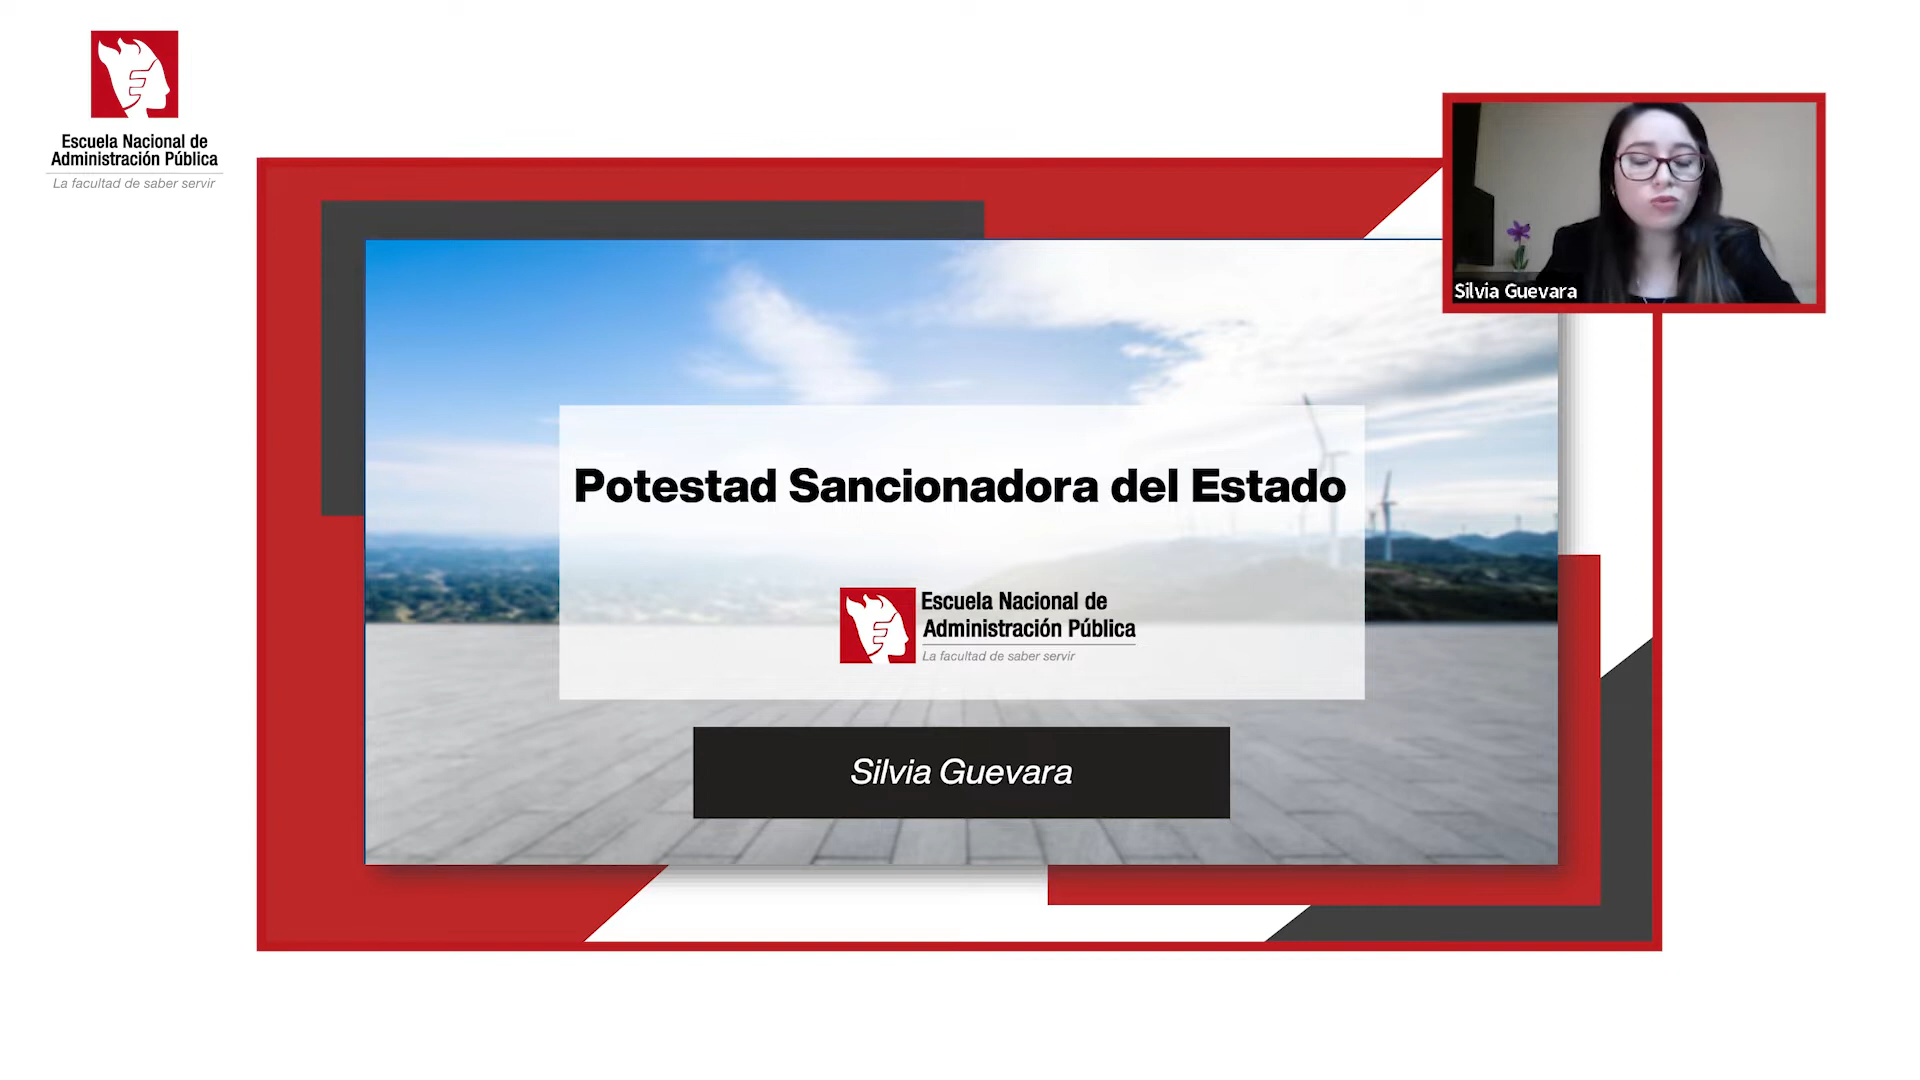 Escuela Nacional de
Administración Pública
La facultad de saber servir
Silvia Guevara
Potestad Sancionadora del Estado
Escuela Nacional de
Administración Pública
La facultad de saber servir
Silvia Guevara